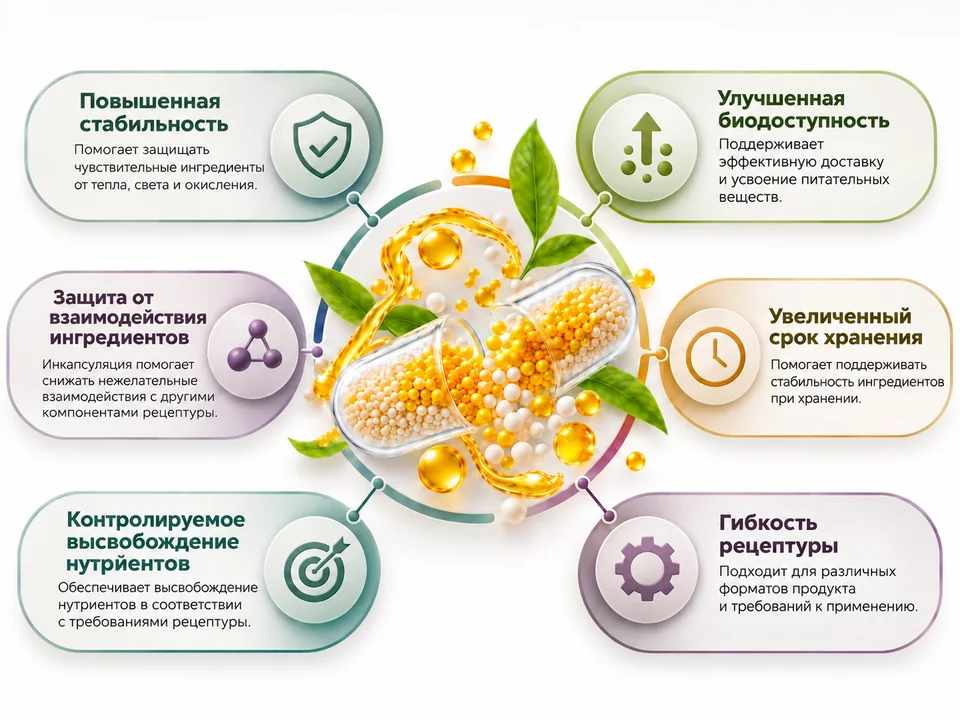 Повышенная
стабильность
Помогает защищать
чувствительные ингредиенты
от тепла, света и окисления.
Улучшенная
биодоступность
Поддерживает
эффективную доставку
и усвоение питательных
веществ.
Защита от
взаимодействия
ингредиентов
Инкапсуляция помогает
снижать нежелательные
взаимодействия с другими
компонентами рецептуры.
Увеличенный
срок хранения
Помогает поддерживать
стабильность ингредиентов
при хранении.
Контролируемое
высвобождение
нутрйентов
Обеспечивает высвобождение
нутриентов в соответствии
с требованиями рецептуры.
Гибкость
рецептуры
Подходит для различных
форматов продукта
и требований к применению.